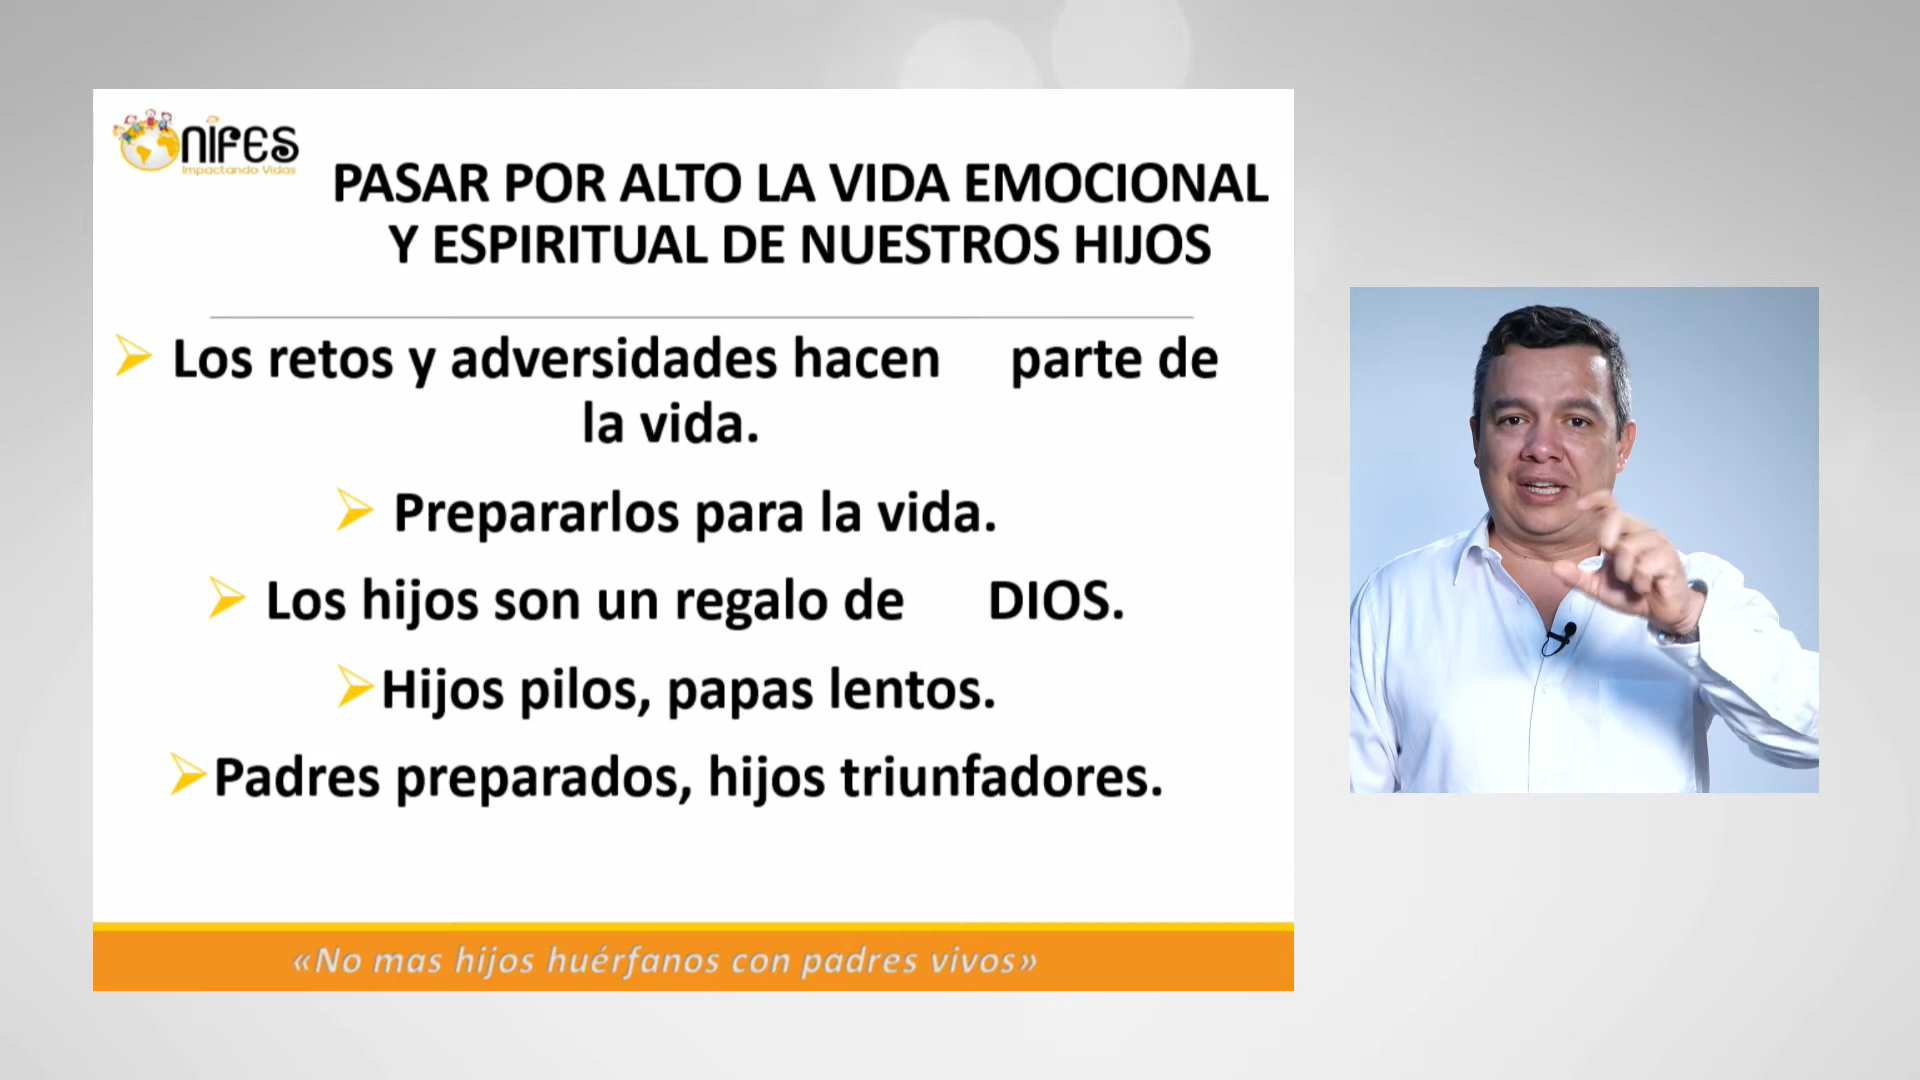 ONIFES
Impactando Vidas
PASAR POR ALTO LA VIDA EMOCIONAL
Y ESPIRITUAL DE NUESTROS HIJOS
Los retos y adversidades hacen parte de
la vida.
Prepararlos para la vida.
Los hijos son un regalo de DIOS.
Hijos pilos, papas lentos.
Padres preparados, hijos triunfadores.
«No mas hijos huérfanos con padres vivos»